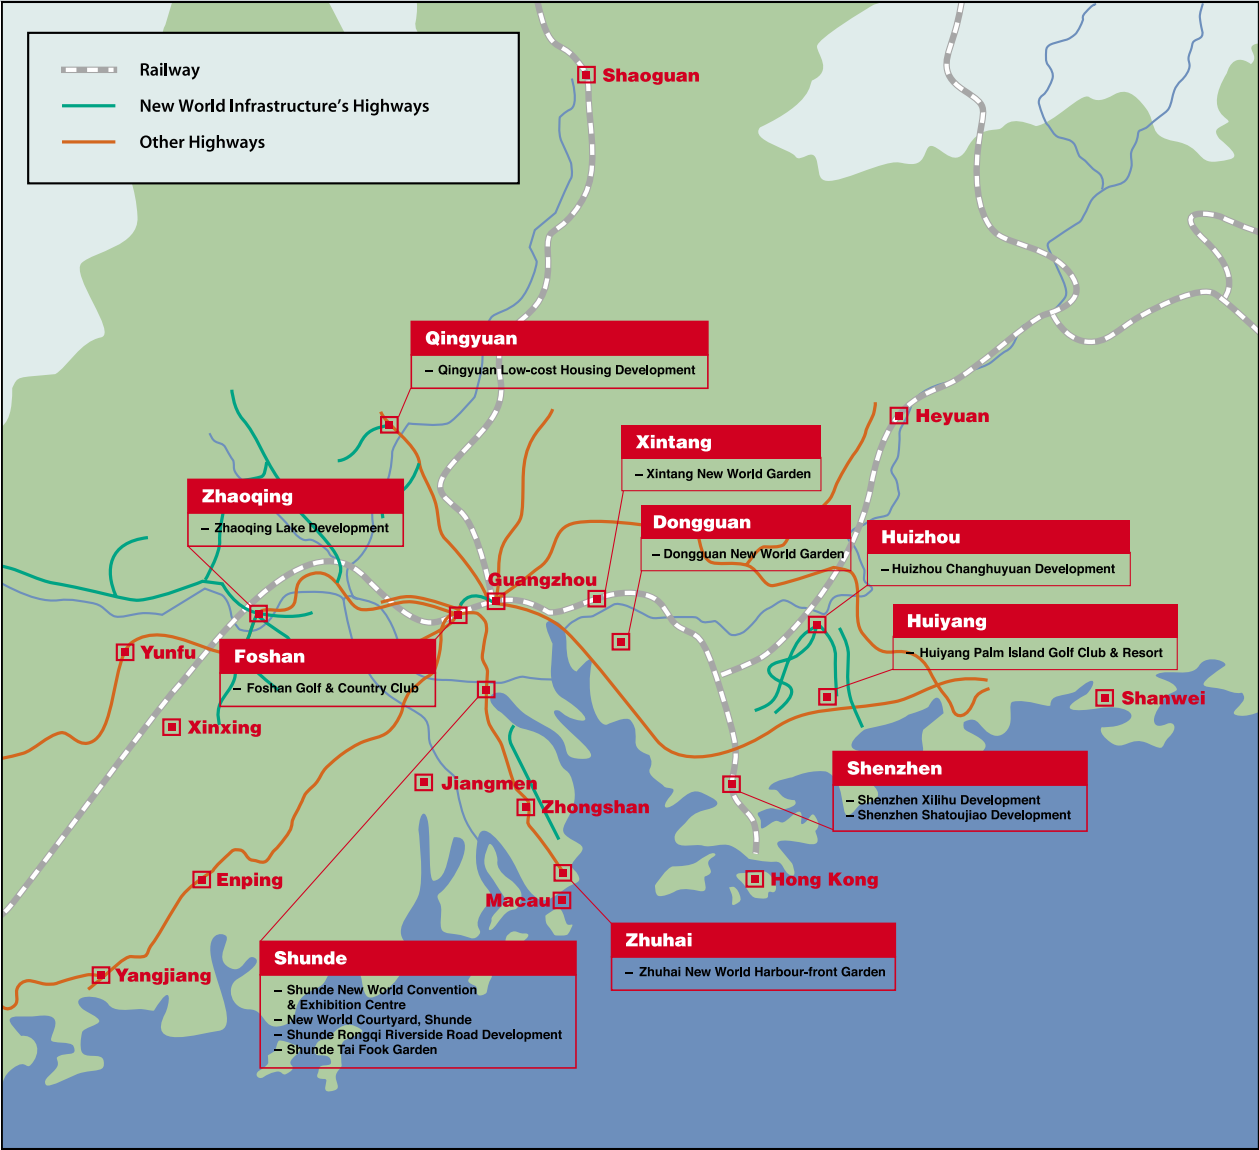 Railway
New World Infrastructure's Highways
Other Highways
Shaoguan
Qingyuan
– Qingyuan Low-cost Housing Development
Heyuan
Xintang
– Xintang New World Garden
Zhaoqing
– Zhaoqing Lake Development
Dongguan
– Dongguan New World Garden
Huizhou
– Huizhou Changhuyuan Development
Guangzhou
Huiyang
– Huiyang Palm Island Golf Club & Resort
Yunfu
Foshan
– Foshan Golf & Country Club
Shanwei
Xinxing
Shenzhen
– Shenzhen Xilihu Development
– Shenzhen Shatoujiao Development
Jiangmen
Zhongshan
Enping
Hong Kong
Macau
Zhuhai
– Zhuhai New World Harbour-front Garden
Shunde
– Shunde New World Convention
& Exhibition Centre
– New World Courtyard, Shunde
– Shunde Rongqi Riverside Road Development
– Shunde Tai Fook Garden
Yangjiang